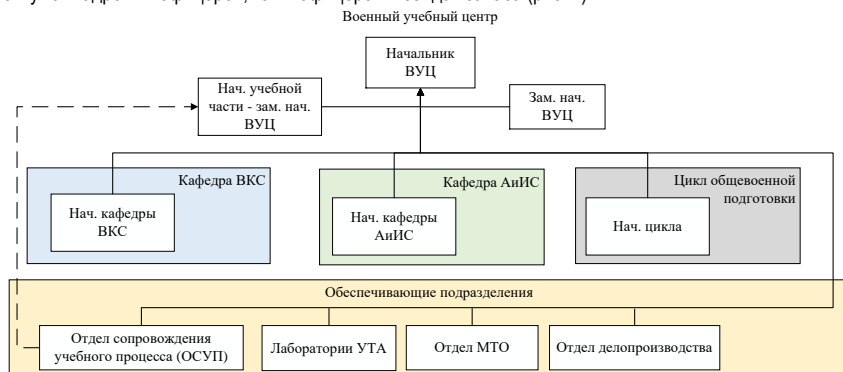 Военный учебный центр
Начальник
ВУЦ
Нач. учебной
части - зам. нач.
ВУЦ
Зам. нач.
ВУЦ
Кафедра ВКС
Нач. кафедры
ВКС
Кафедра АиИС
Нач. кафедры
АиИС
Цикл общевоенной
подготовки
Нач. цикла
Обеспечивающие подразделения
Отдел сопровождения
учебного процесса (ОСУП)
Лаборатории УТА
Отдел МТО
Отдел делопроизводства